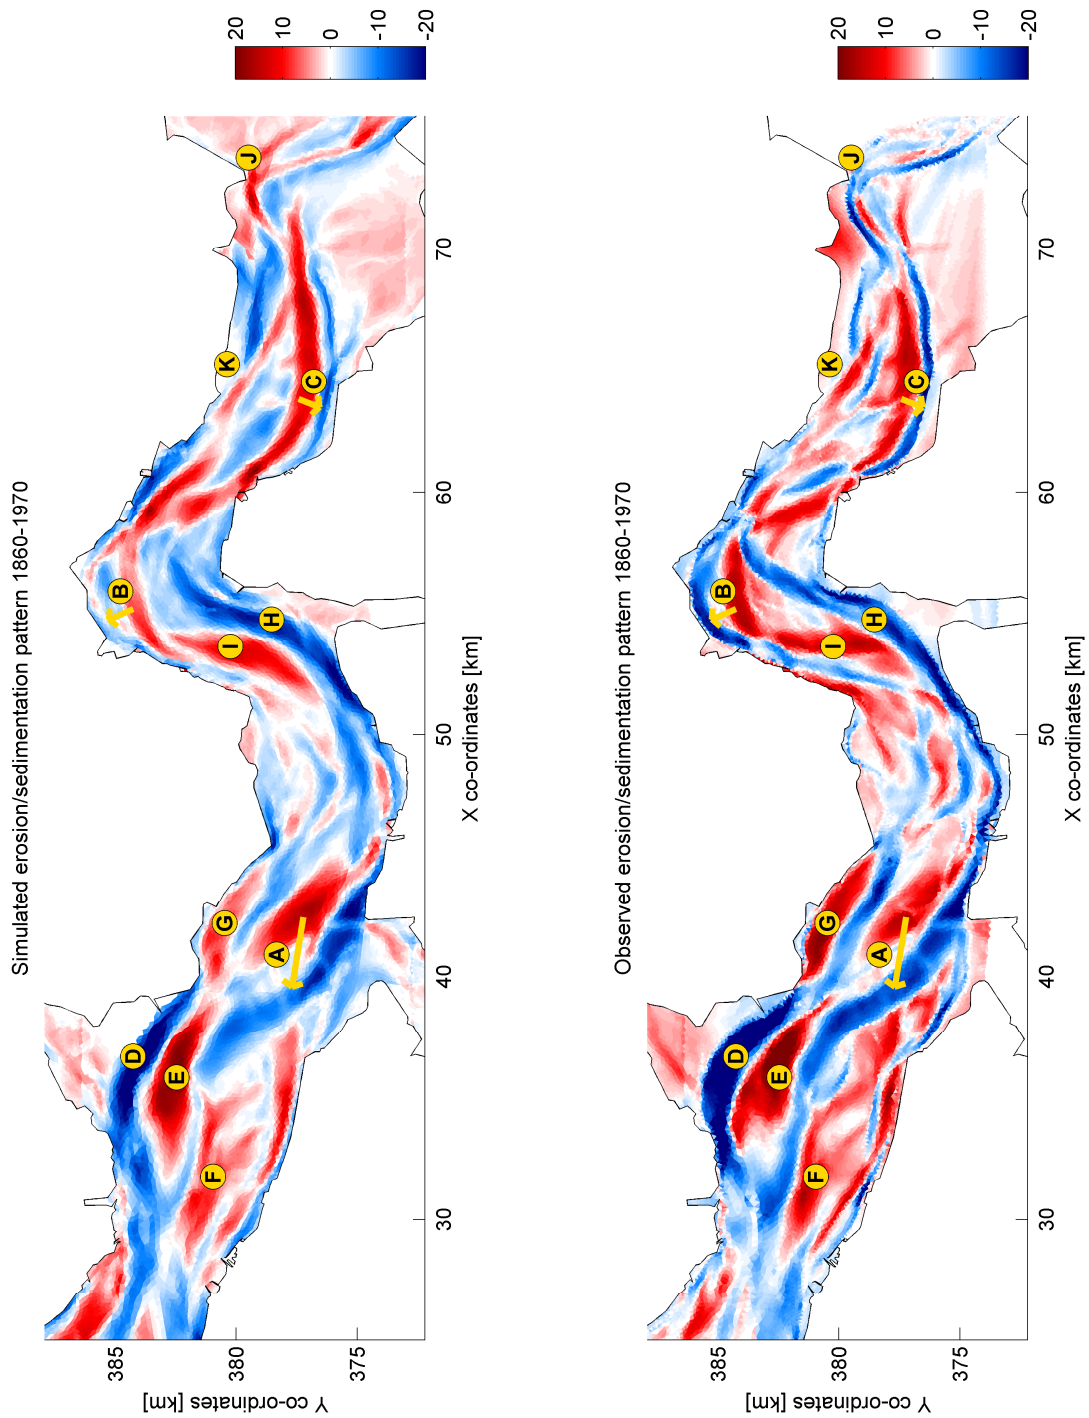 Simulated erosion/sedimentation pattern 1860-1970
385
380
375
Y co-ordinates [km]
30
40
50
60
70
X co-ordinates [km]
20
10
0
-10
-20
A
B
C
D
E
F
G
H
I
J
K
Observed erosion/sedimentation pattern 1860-1970
385
380
375
Y co-ordinates [km]
30
40
50
60
70
X co-ordinates [km]
20
10
0
-10
-20
A
B
C
D
E
F
G
H
I
J
K